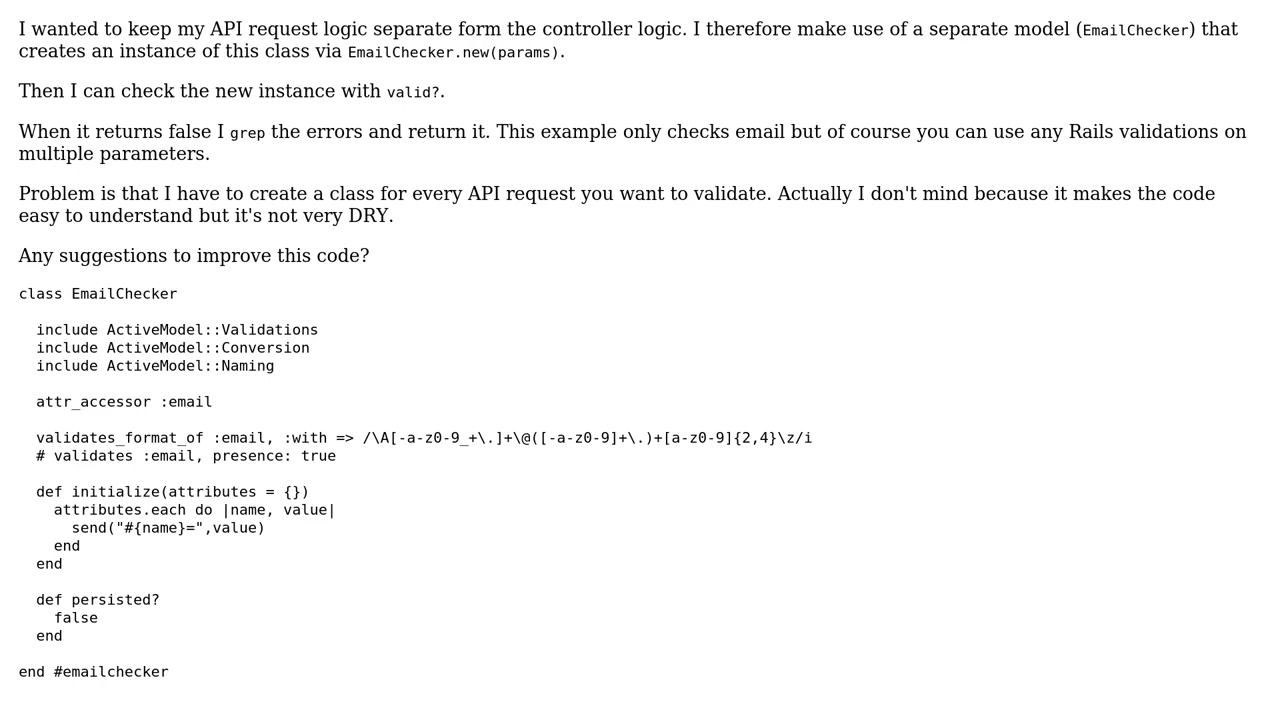 I wanted to keep my API request logic separate form the controller logic. I therefore make use of a separate model (EmailChecker) that
creates an instance of this class via EmailChecker.new(params).
Then I can check the new instance with valid?.
When it returns false I grep the errors and return it. This example only checks email but of course you can use any Rails validations on
multiple parameters.
Problem is that I have to create a class for every API request you want to validate. Actually I don't mind because it makes the code
easy to understand but it's not very DRY.
Any suggestions to improve this code?
class EmailChecker
  include ActiveModel::Validations
  include ActiveModel::Conversion
  include ActiveModel::Naming
  attr_accessor :email
  validates_format_of :email, :with => /\A[-a-z0-9_+\.]+\@([-a-z0-9]+\.)+[a-z0-9]{2,4}\z/i
  # validates :email, presence: true
  def initialize(attributes = {})
    attributes.each do |name, value|
      send("#{name}=",value)
    end
  end
  def persisted?
    false
  end
end #emailchecker